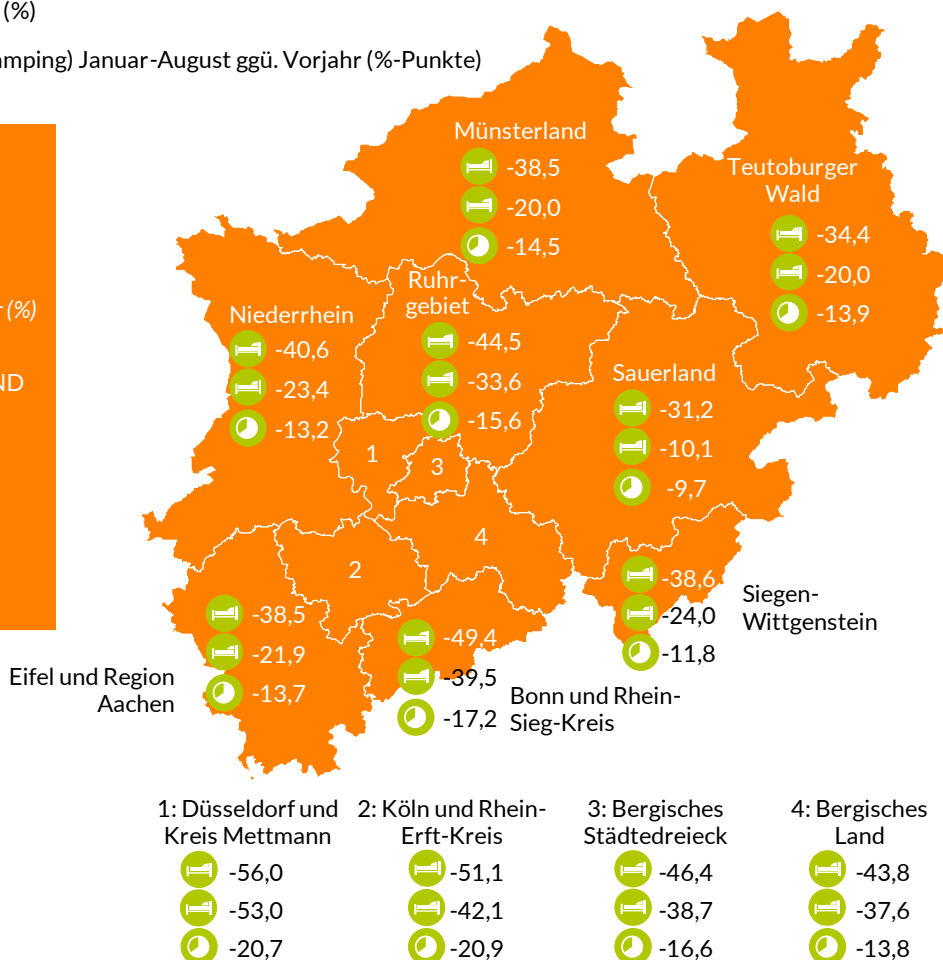 (%)
amping) Januar-August ggü. Vorjahr (%-Punkte)
(%)
ND
Münsterland
-38,5
-20,0
-14,5
Teutoburger
Wald
-34,4
-20,0
-13,9
Ruhr-
gebiet
-44,5
-33,6
-15,6
Niederrhein
-40,6
-23,4
-13,2
Sauerland
-31,2
-10,1
-9,7
1
3
4
2
-38,6
-24,0
-11,8
Siegen-
Wittgenstein
-38,5
-21,9
-13,7
Eifel und Region
Aachen
-49,4
-39,5
-17,2
Bonn und Rhein-
Sieg-Kreis
1: Düsseldorf und
Kreis Mettmann
-56,0
-53,0
-20,7
2: Köln und Rhein-
Erft-Kreis
-51,1
-42,1
-20,9
3: Bergisches
Städtedreieck
-46,4
-38,7
-16,6
4: Bergisches
Land
-43,8
-37,6
-13,8